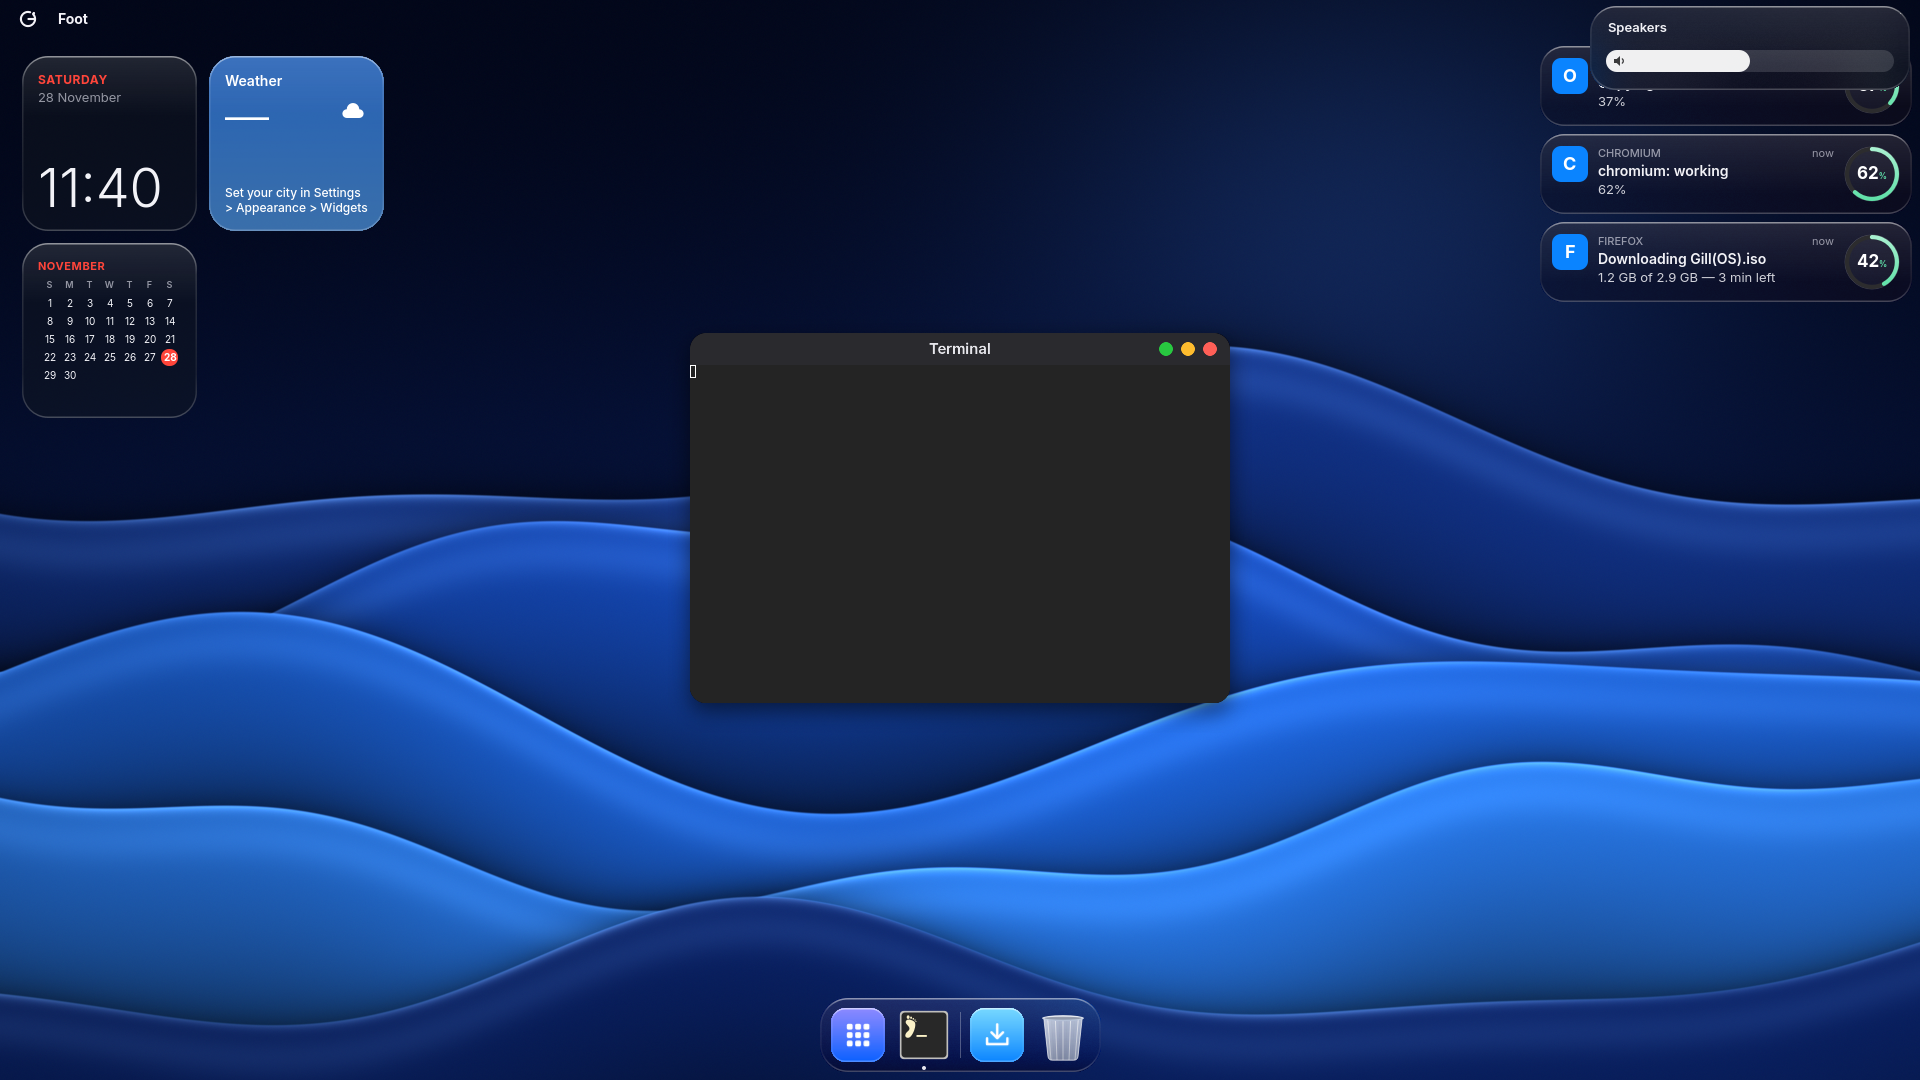 Foot
SATURDAY
28 November
11:40
Weather
Set your city in Settings
> Appearance > Widgets
NOVEMBER
S M T W T F S
1 2 3 4 5 6 7
8 9 10 11 12 13 14
15 16 17 18 19 20 21
22 23 24 25 26 27 28
29 30
Terminal
Speakers
O
37%
C
CHROMIUM
now
chromium: working
62%
62%
F
FIREFOX
now
Downloading Gill(OS).iso
1.2 GB of 2.9 GB — 3 min left
42%